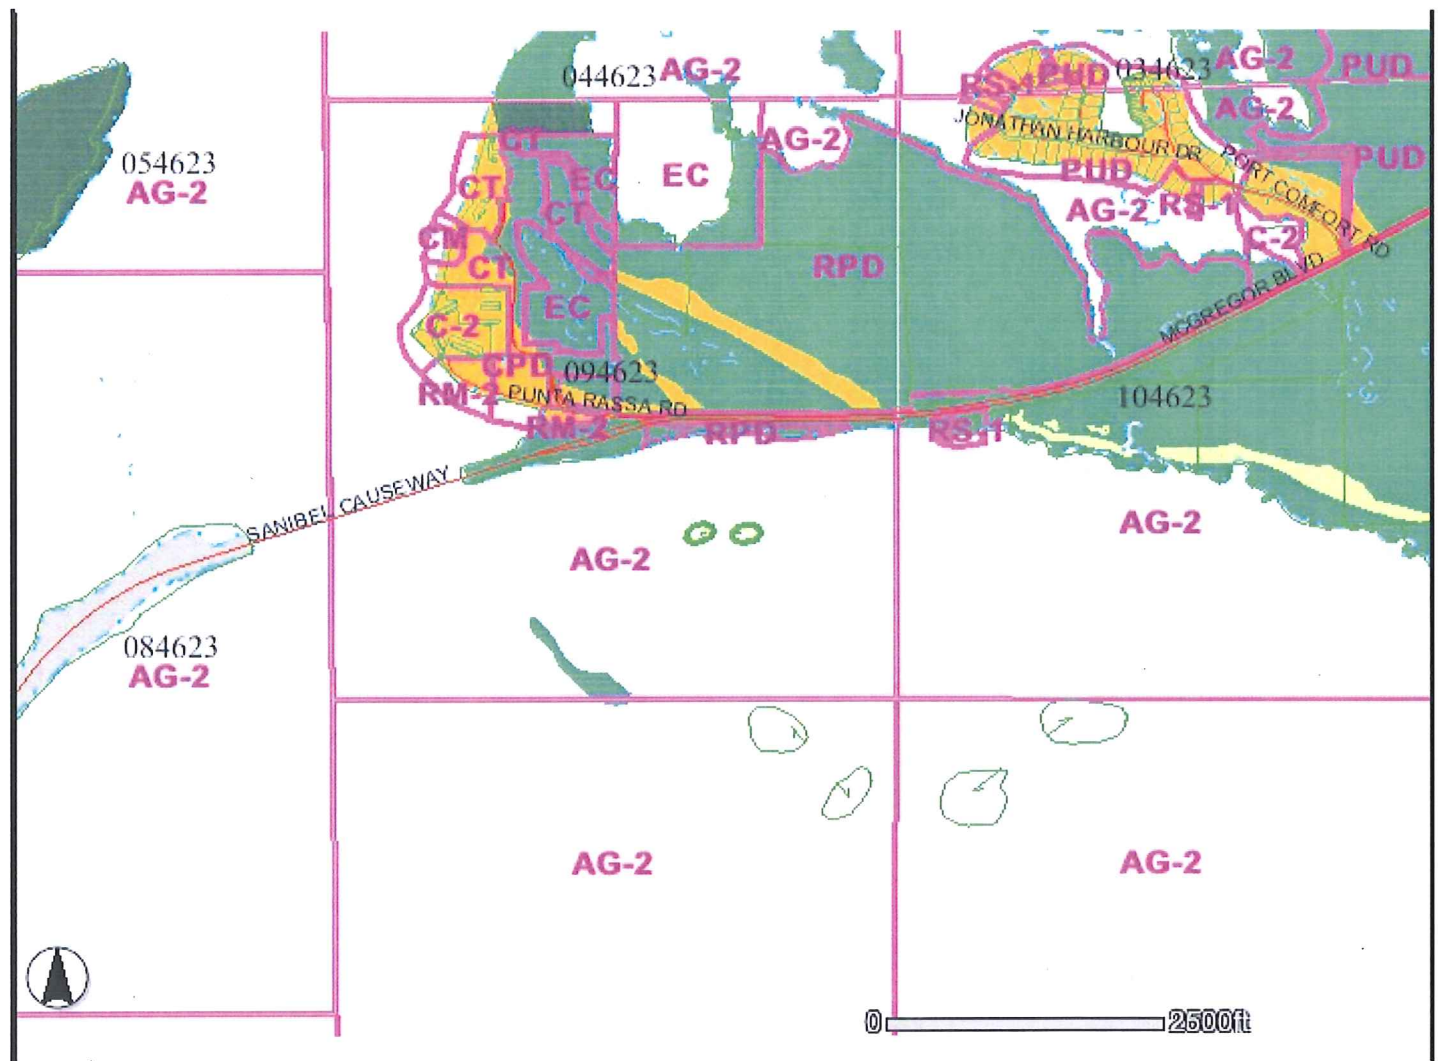 044623 AG-2
AG-2
PUD
RS-1 PUD 034623
AG-2
JONATHAN HARBOUR DR
PORT COMFORT RD
CT
AG-2
054623
AG-2
EC
EC
CT
CT
PUD
PUD
AG-2 RS-1
C-2
CM
CT
RPD
EC
C-2
MCGREGOR BLVD
CPD 094623
RM-2 PUNTA RASSA RD
104623
RM-2
RPD
RS-1
SANIBEL CAUSEWAY
AG-2
AG-2
084623
AG-2
AG-2
AG-2
0 2500ft